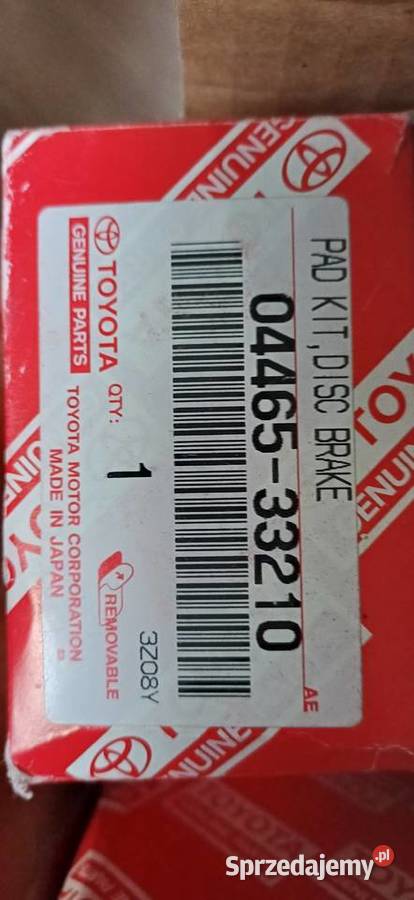 PAD KIT,DISC BRAKE
04465-33210
AE
TOYOTA
GENUINE PARTS
QTY:
1
TOYOTA MOTOR CORPORATION
MADE IN JAPAN
REMOVABLE
3Z08Y
GENUINE
GENUINE
TOYOTA
Sprzedajemy.pl